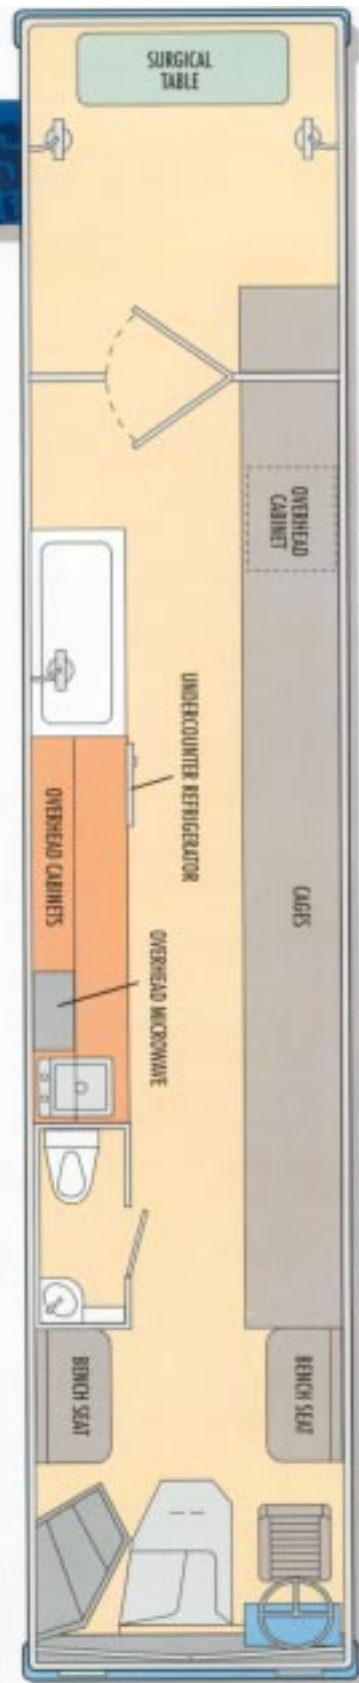 SURGICAL
TABLE
OVERHEAD
CABINET
UNDERCOUNTER REFRIGERATOR
OVERHEAD CABINETS
CAGES
OVERHEAD MICROWAVE
BENCH SEAT
BENCH SEAT